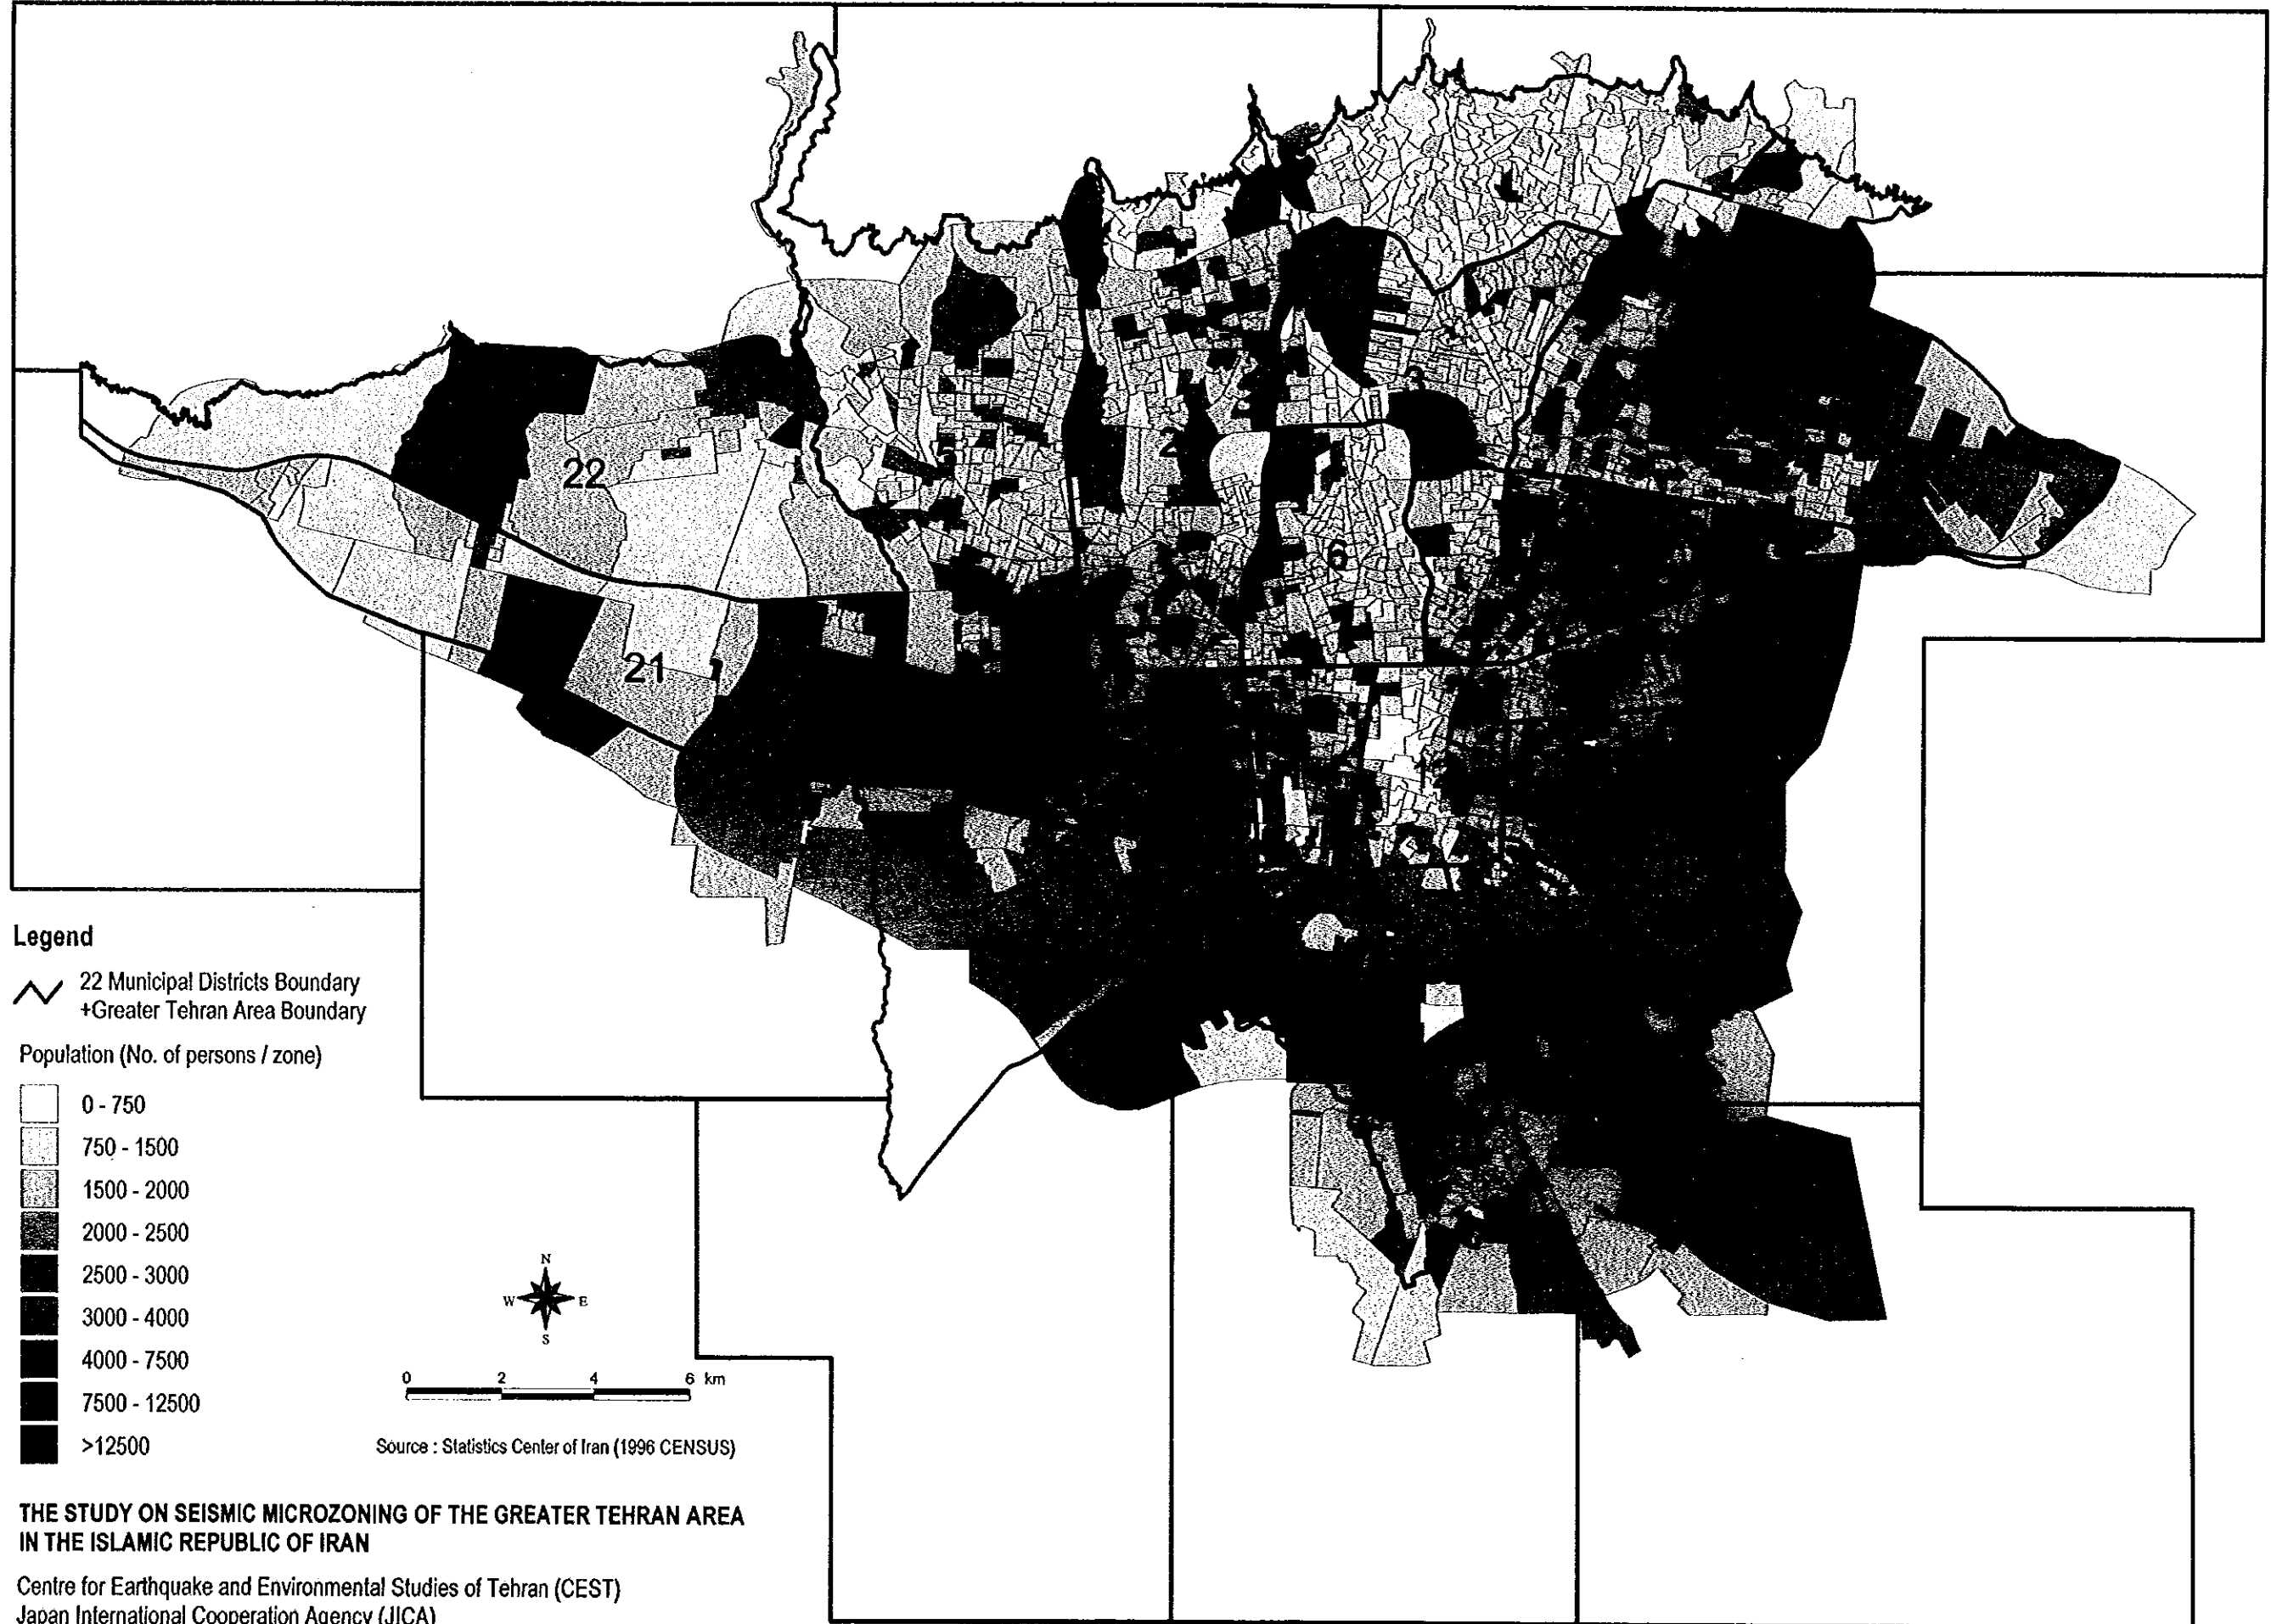 22
5
2
3
6
21
Legend
22 Municipal Districts Boundary
+Greater Tehran Area Boundary
Population (No. of persons / zone)
0 - 750
750 - 1500
1500 - 2000
2000 - 2500
2500 - 3000
3000 - 4000
4000 - 7500
7500 - 12500
>12500
N
W E
S
0 2 4 6 km
Source : Statistics Center of Iran (1996 CENSUS)
THE STUDY ON SEISMIC MICROZONING OF THE GREATER TEHRAN AREA
IN THE ISLAMIC REPUBLIC OF IRAN
Centre for Earthquake and Environmental Studies of Tehran (CEST)
Japan International Cooperation Agency (JICA)